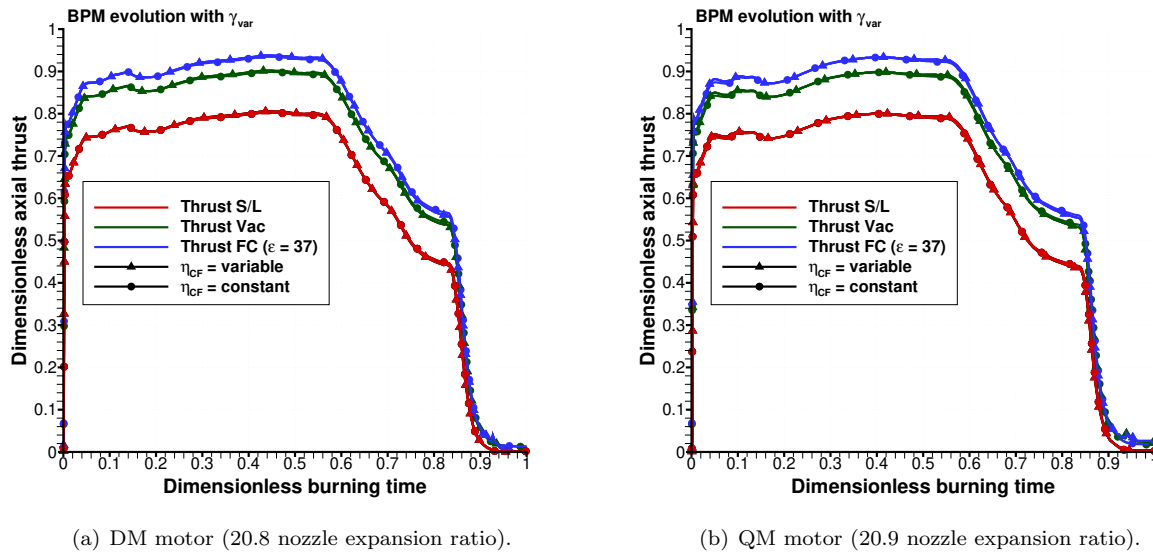 BPM evolution with γvar
1
0.9
0.8
0.7
0.6
0.5
0.4
0.3
0.2
0.1
0
Dimensionless axial thrust
Thrust S/L
Thrust Vac
Thrust FC (ε = 37)
ηCF = variable
ηCF = constant
0 0.1 0.2 0.3 0.4 0.5 0.6 0.7 0.8 0.9 1
Dimensionless burning time
(a) DM motor (20.8 nozzle expansion ratio).
BPM evolution with γvar
1
0.9
0.8
0.7
0.6
0.5
0.4
0.3
0.2
0.1
0
Dimensionless axial thrust
Thrust S/L
Thrust Vac
Thrust FC (ε = 37)
ηCF = variable
ηCF = constant
0 0.1 0.2 0.3 0.4 0.5 0.6 0.7 0.8 0.9 1
Dimensionless burning time
(b) QM motor (20.9 nozzle expansion ratio).